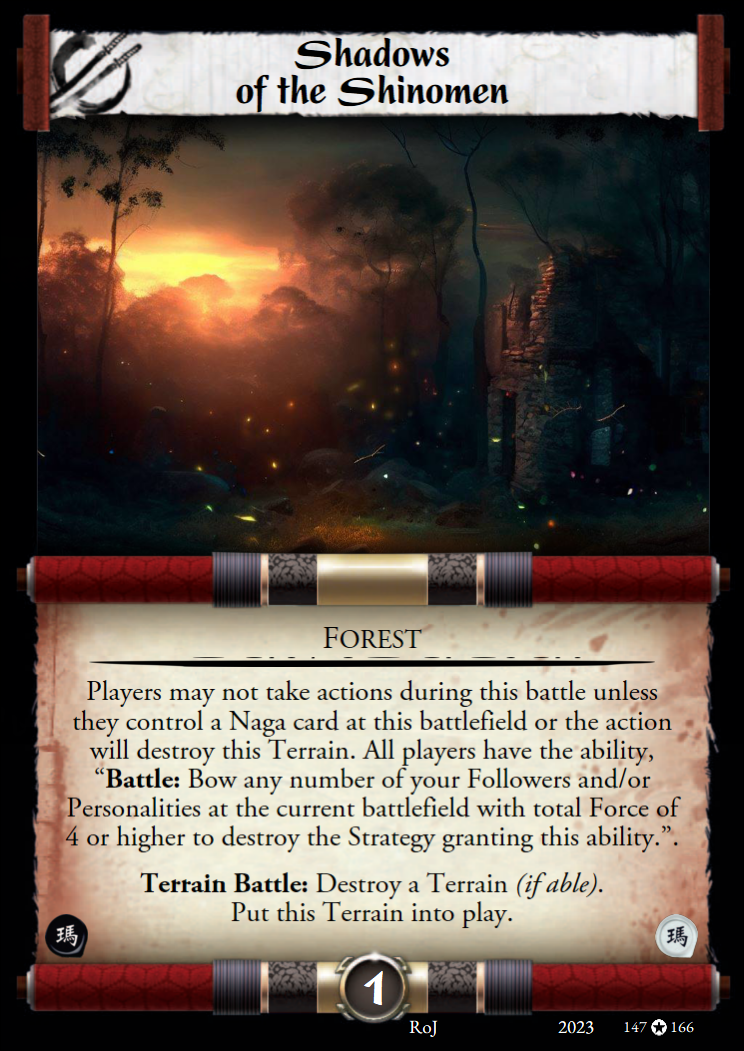 Shadows
of the Shinomen
Forest
Players may not take actions during this battle unless
they control a Naga card at this battlefield or the action
will destroy this Terrain. All players have the ability,
“Battle: Bow any number of your Followers and/or
Personalities at the current battlefield with total Force of
4 or higher to destroy the Strategy granting this ability.”.
Terrain Battle: Destroy a Terrain (if able).
Put this Terrain into play.
瑪 瑪
1
RoJ 2023 147 ✪ 166